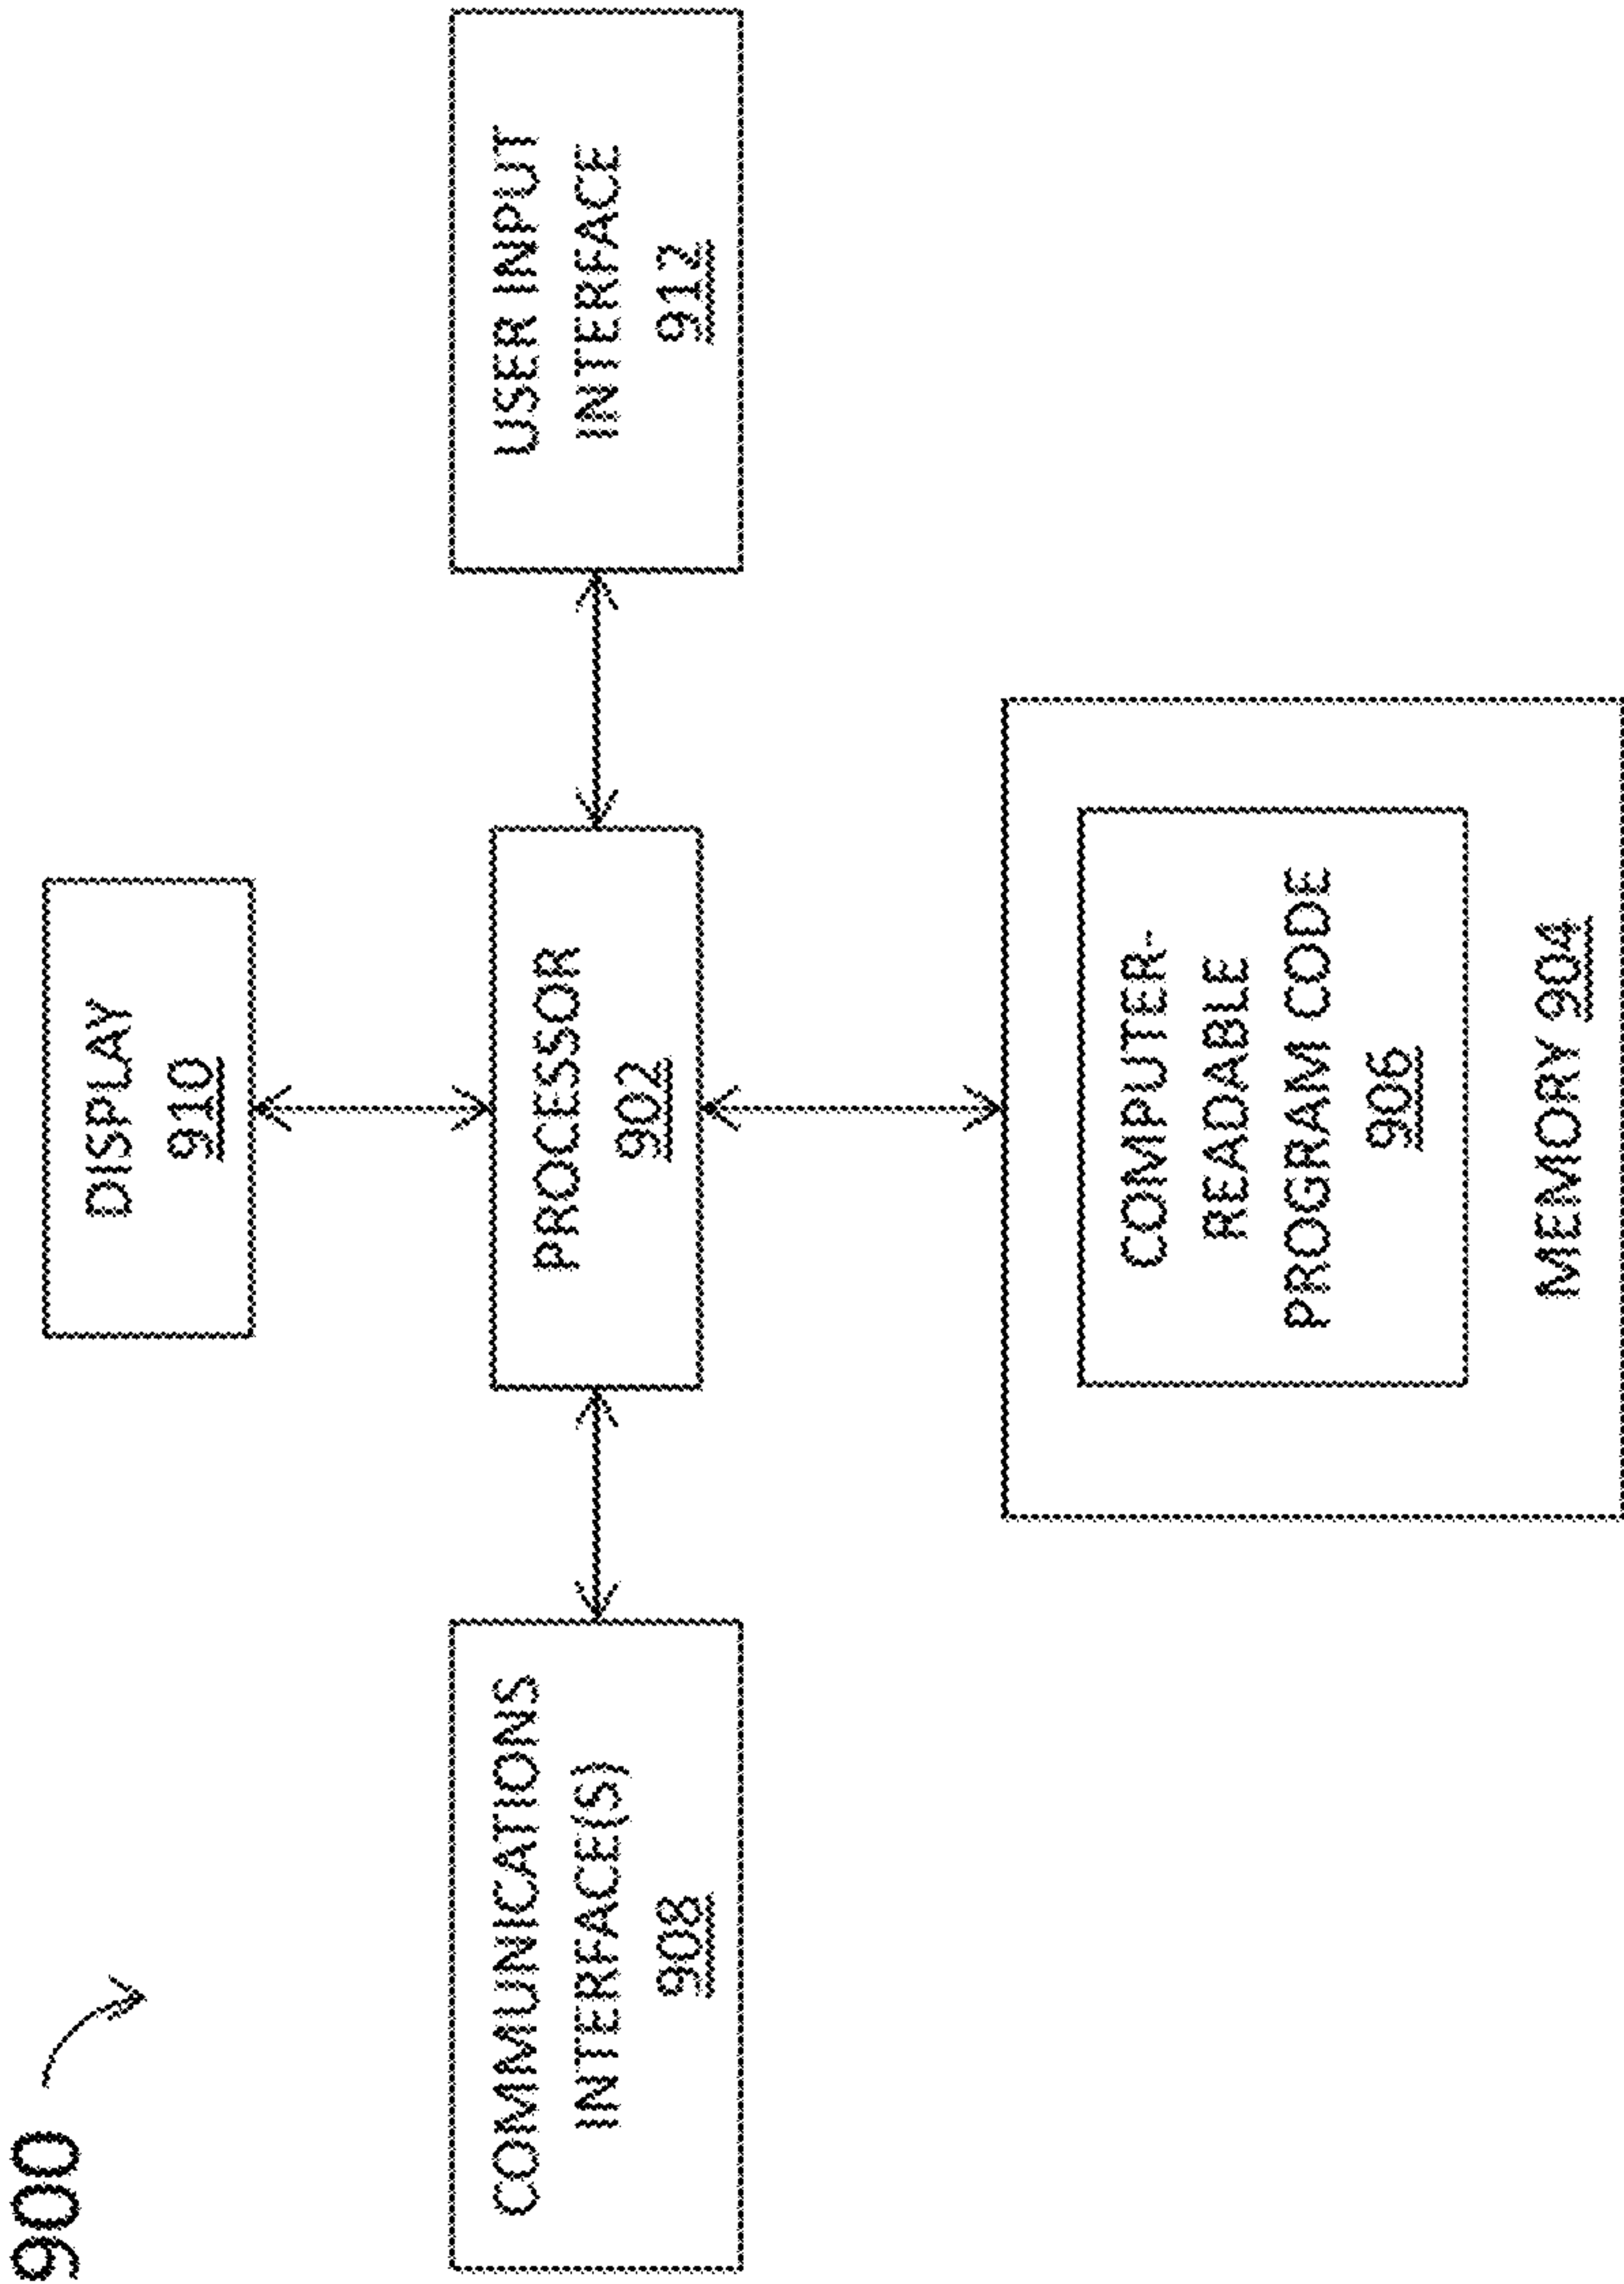 900
DISPLAY
910
COMMUNICATIONS
INTERFACE(S)
908
PROCESSOR
902
USER INPUT
INTERFACE
912
COMPUTER-
READABLE
PROGRAM CODE
906
MEMORY 904